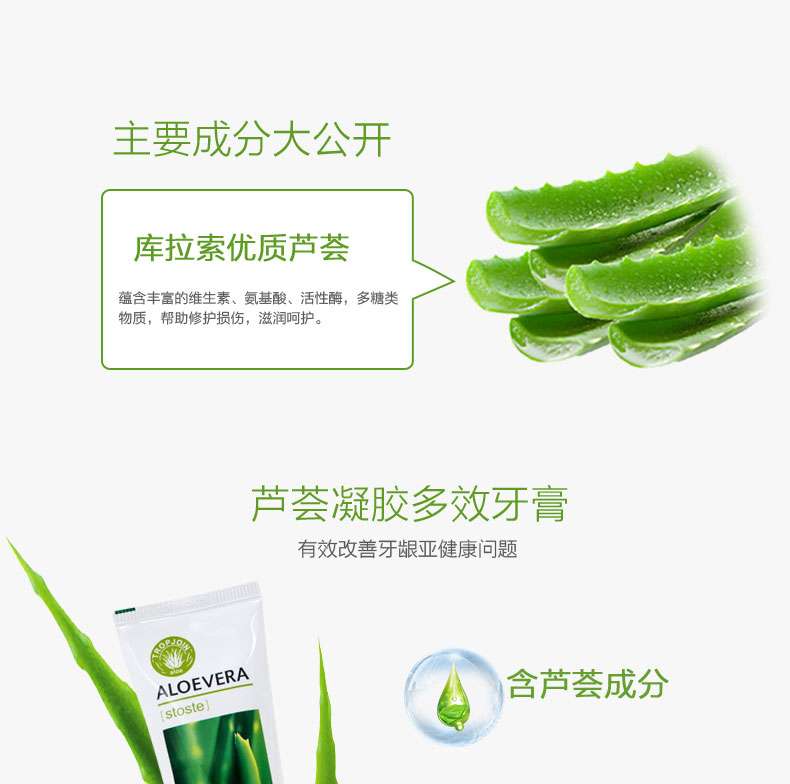 主要成分大公开
库拉索优质芦荟
蕴含丰富的维生素、氨基酸、活性酶，多糖类
物质，帮助修护损伤，滋润呵护。
芦荟凝胶多效牙膏
有效改善牙龈亚健康问题
TROPJOIN
aloe
ALOEVERA
[stoste]
含芦荟成分